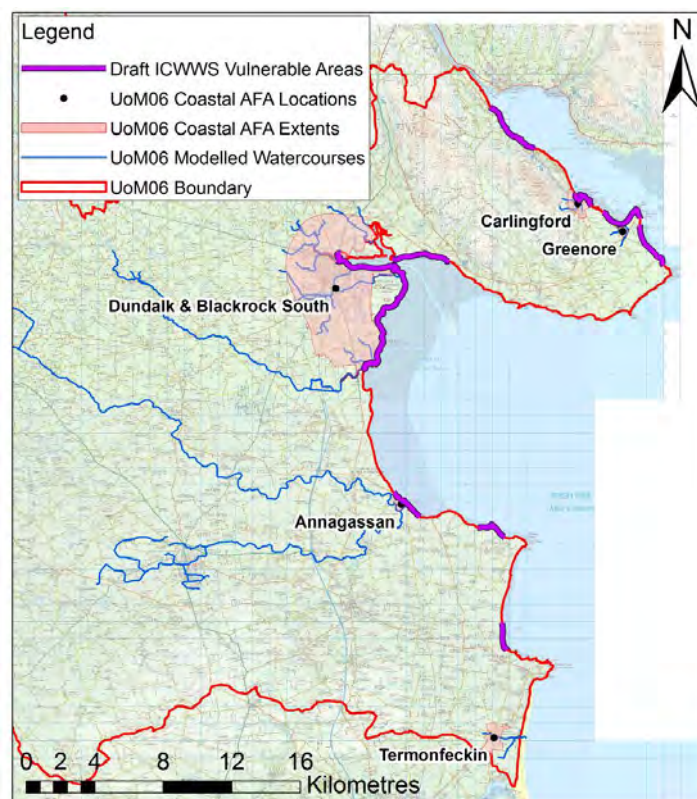 Legend
Draft ICWWS Vulnerable Areas
UoM06 Coastal AFA Locations
UoM06 Coastal AFA Extents
UoM06 Modelled Watercourses
UoM06 Boundary
N
Carlingford
Greenore
Dundalk & Blackrock South
Annagassan
Termonfeckin
0 2 4 8 12 16
Kilometres